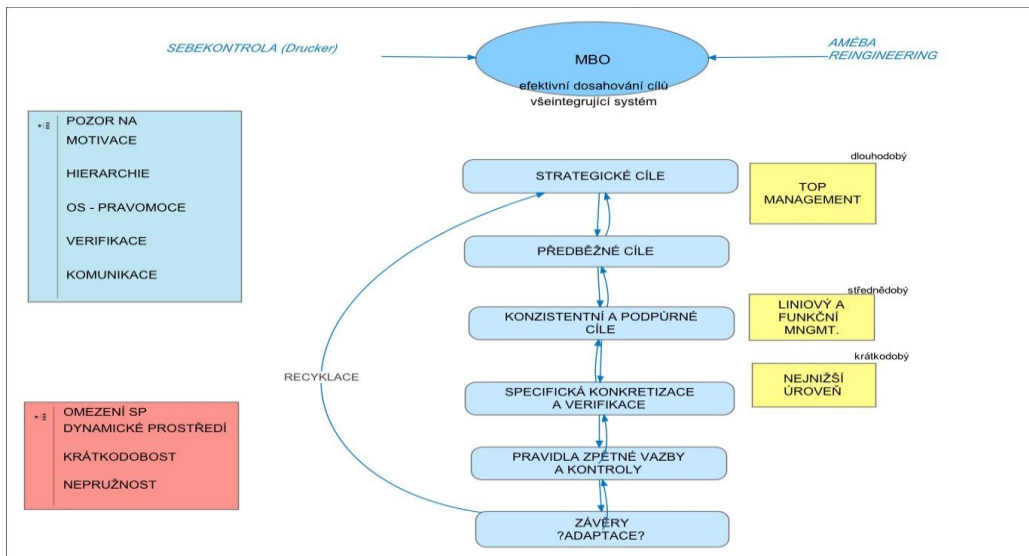 SEBEKONTROLA (Drucker)
MBO
efektivní dosahování cílů
všeintegrující systém
AMÉBA
REINGINEERING
POZOR NA
MOTIVACE
HIERARCHIE
OS - PRAVOMOCE
VERIFIKACE
KOMUNIKACE
STRATEGICKÉ CÍLE
dlouhodobý
TOP
MANAGEMENT
PŘEDBĚŽNÉ CÍLE
KONZISTENTNÍ A PODPÚRNÉ
CÍLE
střednědobý
LINIOVÝ A
FUNKČNÍ
MNGMT.
RECYKLACE
SPECIFICKÁ KONKRETIZACE
A VERIFIKACE
krátkodobý
NEJNIŽŠÍ
ÚROVEŇ
OMEZENÍ SP
DYNAMICKÉ PROSTŘEDÍ
KRÁTKODOBOST
NEPRUŽNOST
PRAVIDLA ZPĚTNÉ VAZBY
A KONTROLY
ZÁVĚRY
?ADAPTACE?